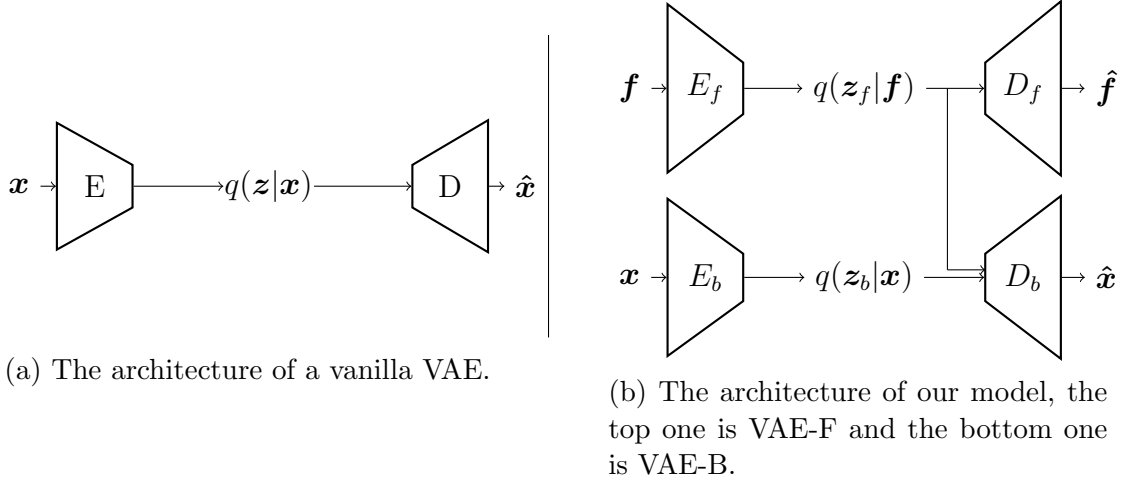 x E q(z|x) D x̂
(a) The architecture of a vanilla VAE.
f E_f q(z_f|f) D_f f̂
x E_b q(z_b|x) D_b x̂
(b) The architecture of our model, the
top one is VAE-F and the bottom one
is VAE-B.